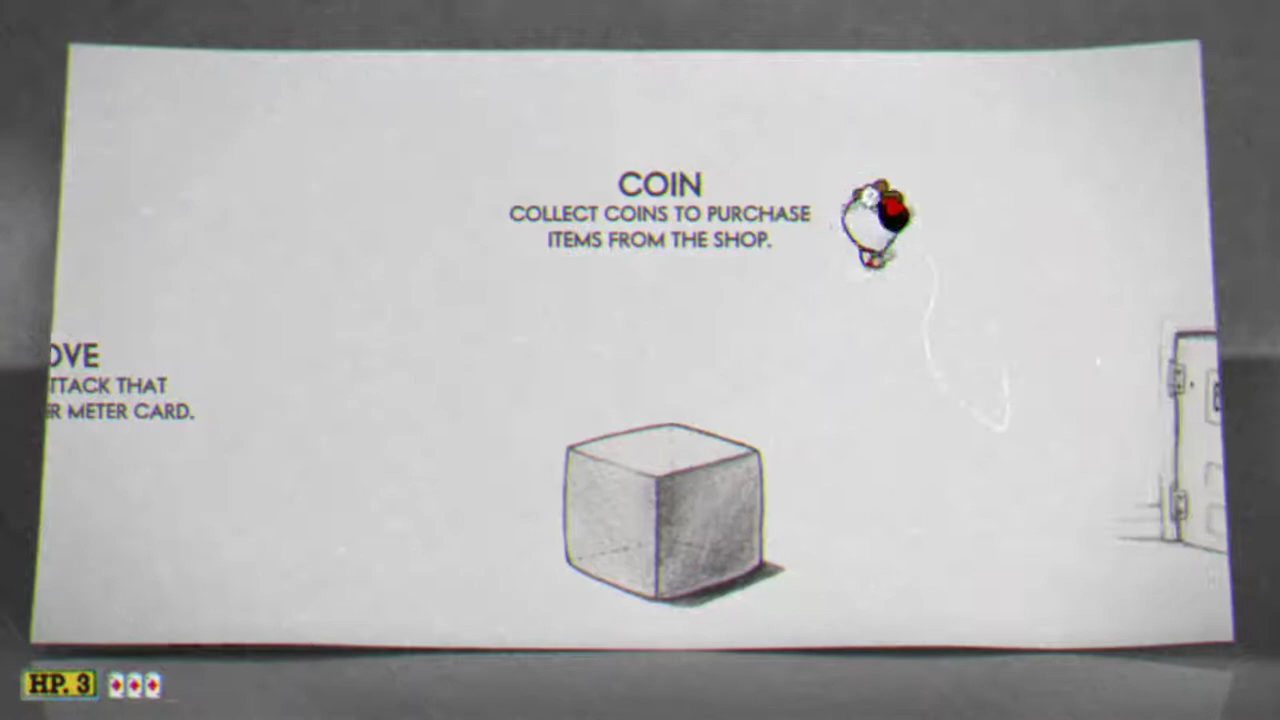 COIN
COLLECT COINS TO PURCHASE
ITEMS FROM THE SHOP.
OVE
TTACK THAT
R METER CARD.
HP. 3